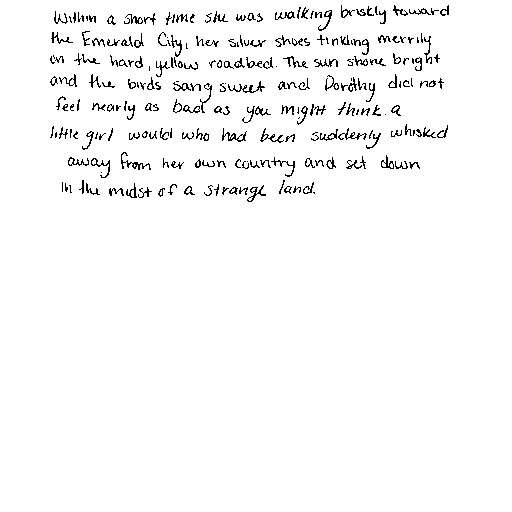 Within a short time she was walking briskly toward
the Emerald City, her silver shoes tinkling merrily
on the hard, yellow roadbed. The sun shone bright
and the birds sang sweet and Dorothy did not
feel nearly as bad as you might think a
little girl would who had been suddenly whisked
away from her own country and set down
in the midst of a strange land.